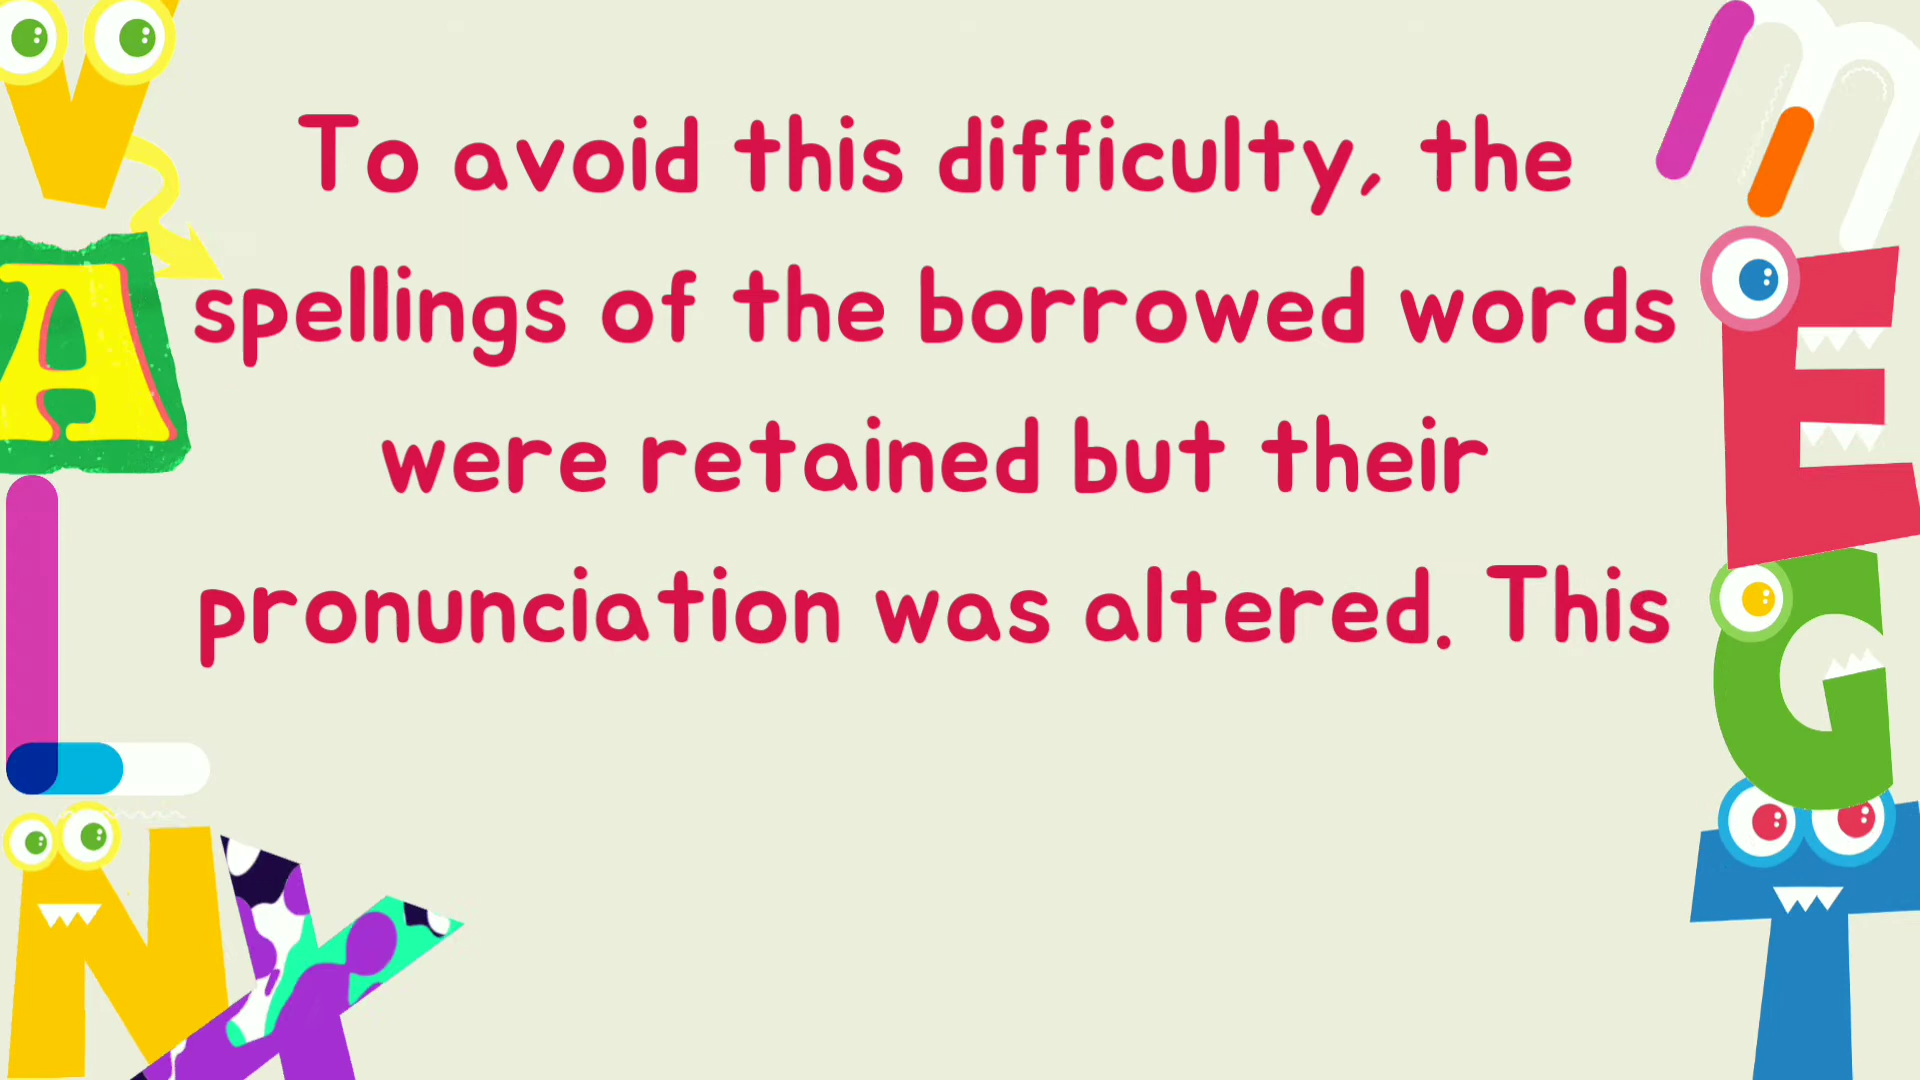 To avoid this difficulty, the
spellings of the borrowed words
were retained but their
pronunciation was altered. This
V
A
L
N
K
m
E
G
T